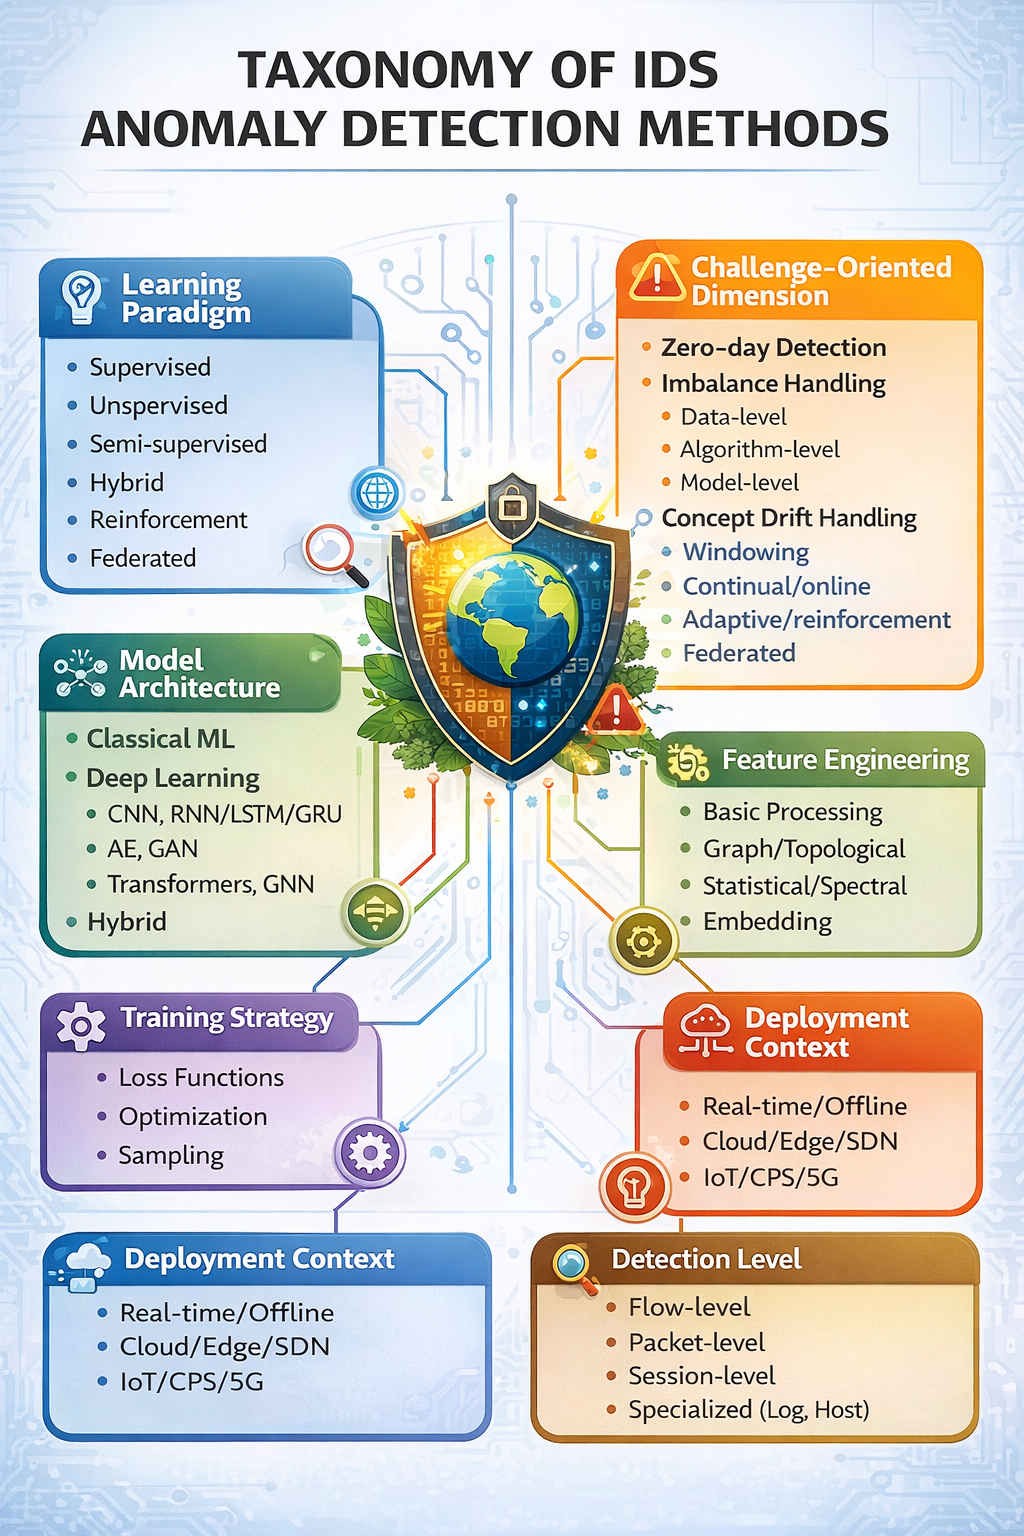 TAXONOMY OF IDS
ANOMALY DETECTION METHODS
Learning
Paradigm
Supervised
Unspervised
Semi-supervised
Hybrid
Reinforcement
Federated
Challenge-Oriented
Dimension
Zero-day Detection
Imbalance Handling
Data-level
Algorithm-level
Model-level
Concept Drift Handling
Windowing
Continual/online
Adaptive/reinforcement
Federated
Model
Architecture
Classical ML
Deep Learning
CNN, RNN/LSTM/GRU
AE, GAN
Transformers, GNN
Hybrid
Feature Engineering
Basic Processing
Graph/Topological
Statistical/Spectral
Embedding
Training Strategy
Loss Functions
Optimization
Sampling
Deployment
Context
Real-time/Offline
Cloud/Edge/SDN
IoT/CPS/5G
Deployment Context
Real-time/Offline
Cloud/Edge/SDN
IoT/CPS/5G
Detection Level
Flow-level
Packet-level
Session-level
Specialized (Log, Host)